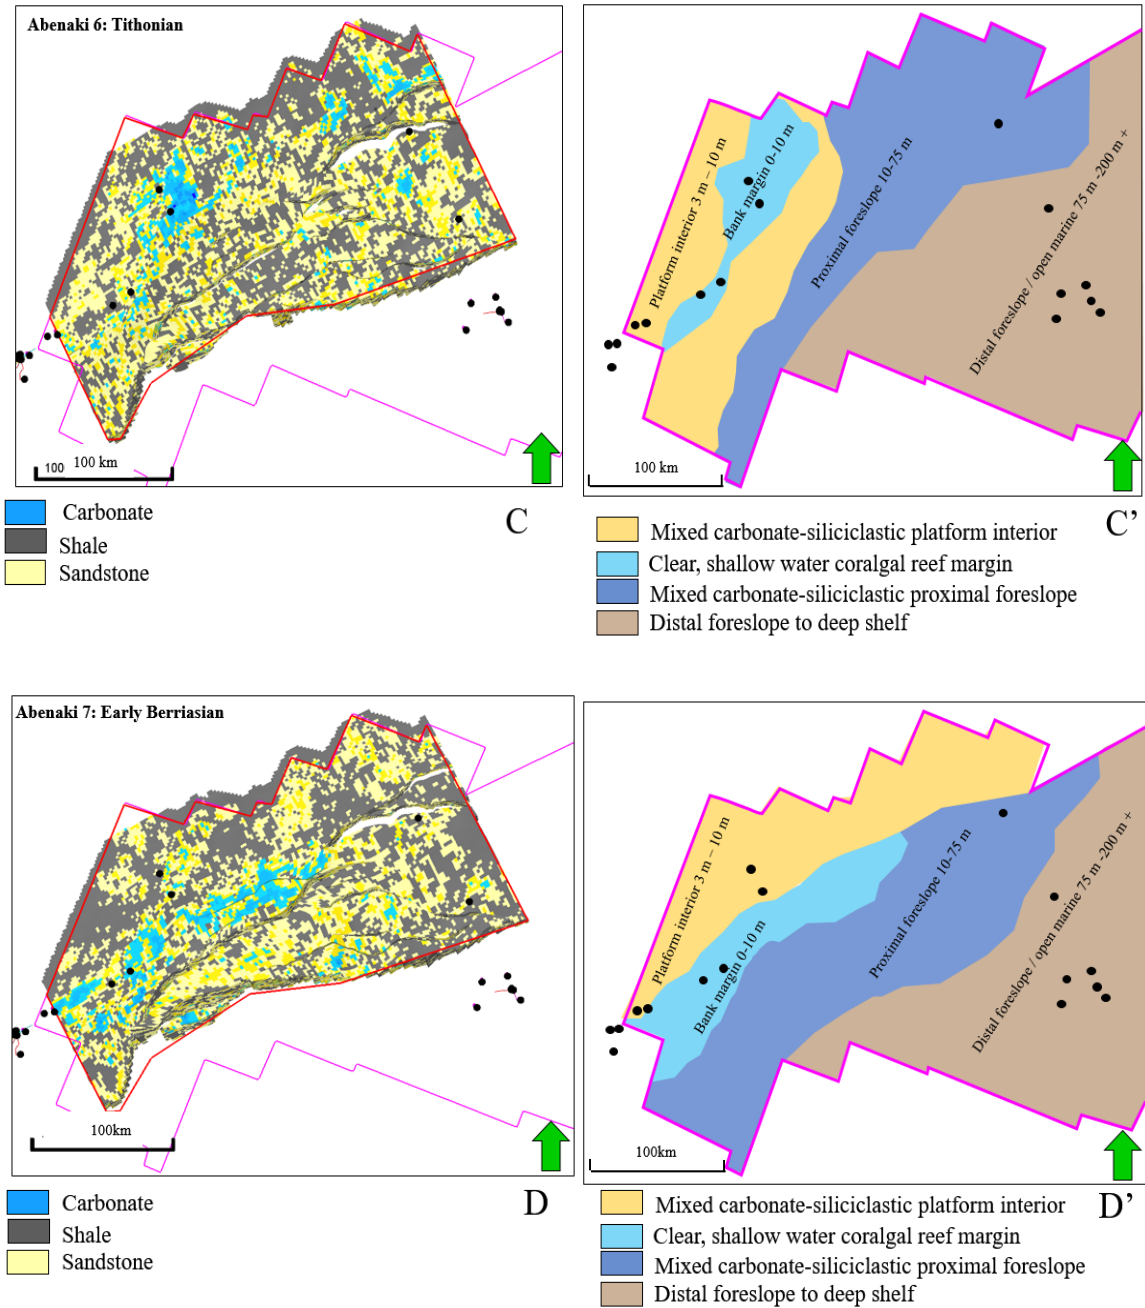 Abenaki 6: Tithonian
Platform interior 3 m – 10 m
Bank margin 0-10 m
Proximal foreslope 10-75 m
Distal foreslope / open marine 75 m -200 m +
100 100 km
100 km
Carbonate
Shale
Sandstone
C
Mixed carbonate-siliciclastic platform interior
Clear, shallow water coralgal reef margin
Mixed carbonate-siliciclastic proximal foreslope
Distal foreslope to deep shelf
C'
Abenaki 7: Early Berriasian
Platform interior 3 m – 10 m
Bank margin 0-10 m
Proximal foreslope 10-75 m
Distal foreslope / open marine 75 m -200 m +
100km
100km
Carbonate
Shale
Sandstone
D
Mixed carbonate-siliciclastic platform interior
Clear, shallow water coralgal reef margin
Mixed carbonate-siliciclastic proximal foreslope
Distal foreslope to deep shelf
D'